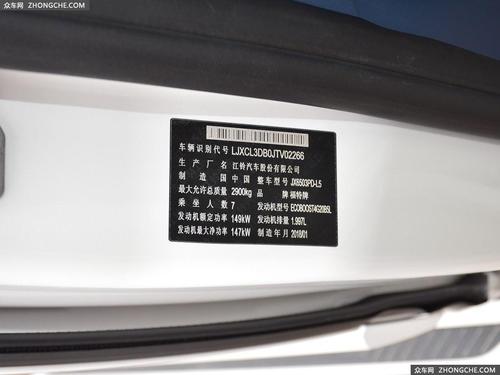 众车网 ZHONGCHE.COM
车辆识别代号 LJXCL3DB0JTV02266
生产厂名 江铃汽车股份有限公司
制造国 中国 整车型号 JX6503PD-L5
最大允许总质量 2900kg 品牌 福特牌
乘坐人数 7 发动机型号 ECOBOOST4G20B5L
发动机额定功率 149kW 发动机排量 1.997L
发动机最大净功率 147kW 制造年月 2018/01
众车网 ZHONGCHE.COM